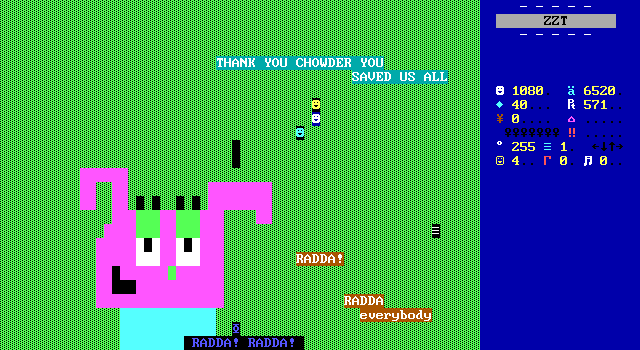 ZZT
THANK YOU CHOWDER YOU
SAVED US ALL
1080 ä 6520
40 R 571
¥ 0
255 ≡ 1
4 0 0
RADDA!
RADDA
everybody
RADDA! RADDA!